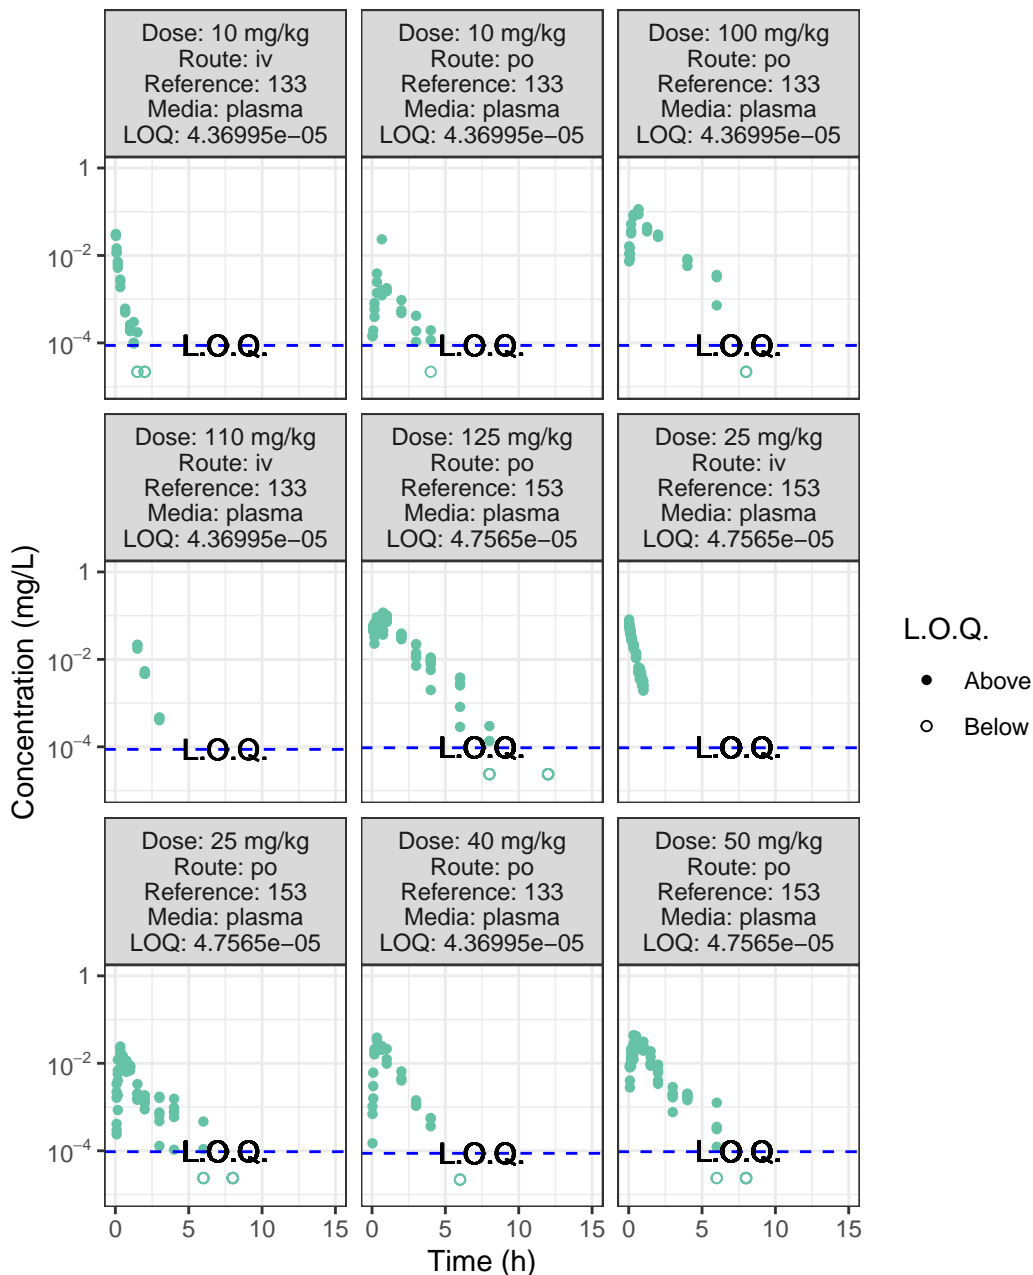 Dose: 10 mg/kg
Route: iv
Reference: 133
Media: plasma
LOQ: 4.36995e−05
Dose: 10 mg/kg
Route: po
Reference: 133
Media: plasma
LOQ: 4.36995e−05
Dose: 100 mg/kg
Route: po
Reference: 133
Media: plasma
LOQ: 4.36995e−05
1
10⁻²
10⁻⁴
L.O.Q.
L.O.Q.
L.O.Q.
Dose: 110 mg/kg
Route: iv
Reference: 133
Media: plasma
LOQ: 4.36995e−05
Dose: 125 mg/kg
Route: po
Reference: 153
Media: plasma
LOQ: 4.7565e−05
Dose: 25 mg/kg
Route: iv
Reference: 153
Media: plasma
LOQ: 4.7565e−05
1
10⁻²
10⁻⁴
L.O.Q.
L.O.Q.
L.O.Q.
Dose: 25 mg/kg
Route: po
Reference: 153
Media: plasma
LOQ: 4.7565e−05
Dose: 40 mg/kg
Route: po
Reference: 133
Media: plasma
LOQ: 4.36995e−05
Dose: 50 mg/kg
Route: po
Reference: 153
Media: plasma
LOQ: 4.7565e−05
1
10⁻²
10⁻⁴
L.O.Q.
L.O.Q.
L.O.Q.
0 5 10 15 0 5 10 15 0 5 10 15
Time (h)
Concentration (mg/L)
L.O.Q.
Above
Below